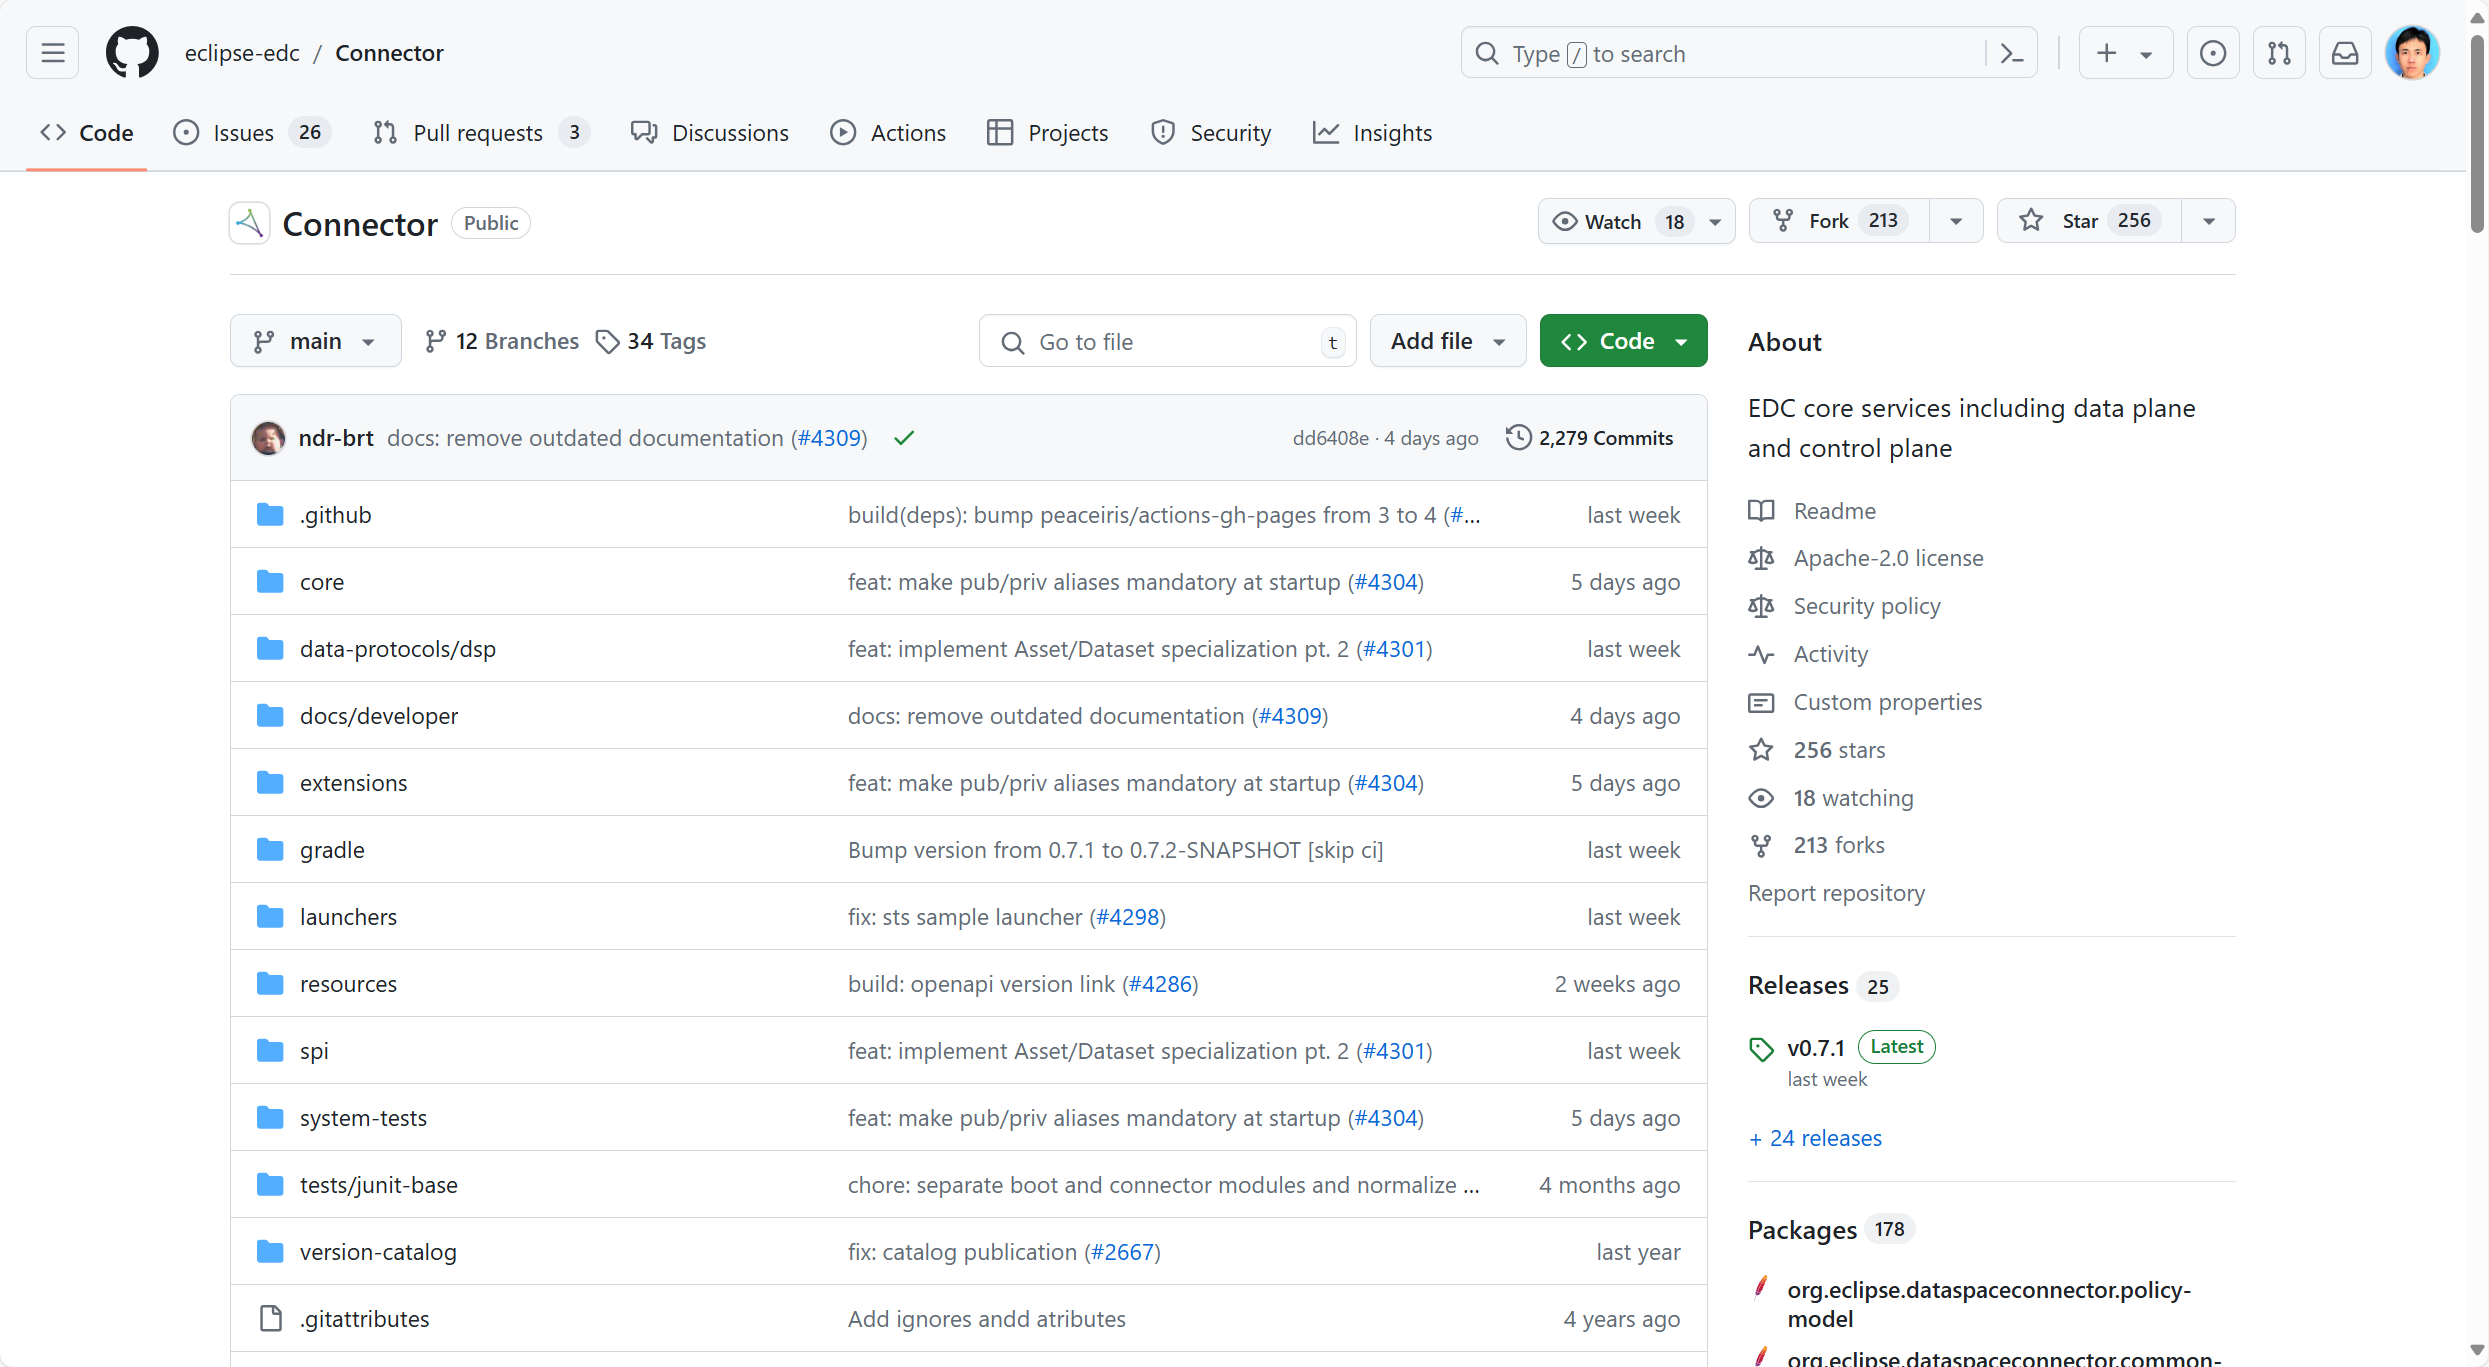 eclipse-edc / Connector
Type / to search
Code
Issues 26
Pull requests 3
Discussions
Actions
Projects
Security
Insights
Connector Public
Watch 18
Fork 213
Star 256
main
12 Branches
34 Tags
Go to file t
Add file
Code
ndr-brt docs: remove outdated documentation (#4309)
dd6408e · 4 days ago
2,279 Commits
.github build(deps): bump peaceiris/actions-gh-pages from 3 to 4 (#... last week
core feat: make pub/priv aliases mandatory at startup (#4304) 5 days ago
data-protocols/dsp feat: implement Asset/Dataset specialization pt. 2 (#4301) last week
docs/developer docs: remove outdated documentation (#4309) 4 days ago
extensions feat: make pub/priv aliases mandatory at startup (#4304) 5 days ago
gradle Bump version from 0.7.1 to 0.7.2-SNAPSHOT [skip ci] last week
launchers fix: sts sample launcher (#4298) last week
resources build: openapi version link (#4286) 2 weeks ago
spi feat: implement Asset/Dataset specialization pt. 2 (#4301) last week
system-tests feat: make pub/priv aliases mandatory at startup (#4304) 5 days ago
tests/junit-base chore: separate boot and connector modules and normalize ... 4 months ago
version-catalog fix: catalog publication (#2667) last year
.gitattributes Add ignores andd atributes 4 years ago
About
EDC core services including data plane
and control plane
Readme
Apache-2.0 license
Security policy
Activity
Custom properties
256 stars
18 watching
213 forks
Report repository
Releases 25
v0.7.1 Latest
last week
+ 24 releases
Packages 178
org.eclipse.dataspaceconnector.policy-
model
org.eclipse.dataspaceconnector.common-